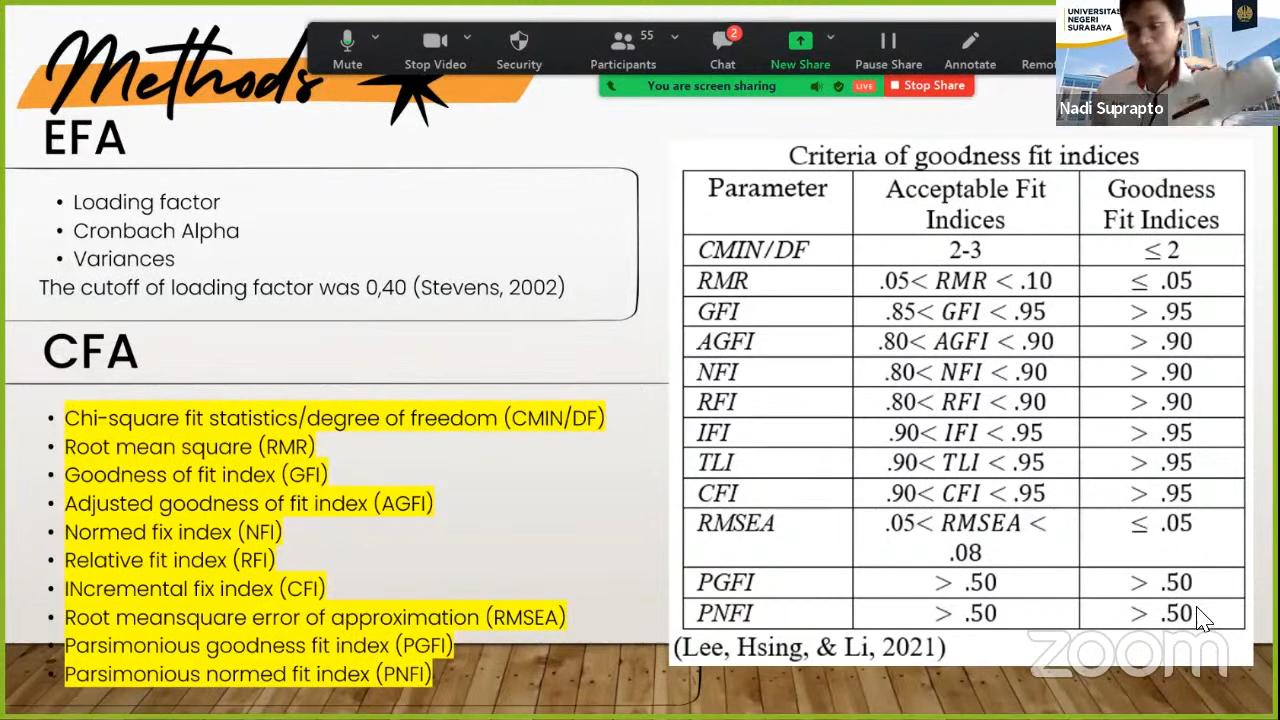 Methods
Mute
Stop Video
Security
55
Participants
2
Chat
New Share
Pause Share
Annotate
You are screen sharing
LIVE
Stop Share
UNIVERSITAS
NEGERI
SURABAYA
Nadi Suprapto
EFA
• Loading factor
• Cronbach Alpha
• Variances
The cutoff of loading factor was 0,40 (Stevens, 2002)
CFA
• Chi-square fit statistics/degree of freedom (CMIN/DF)
• Root mean square (RMR)
• Goodness of fit index (GFI)
• Adjusted goodness of fit index (AGFI)
• Normed fix index (NFI)
• Relative fit index (RFI)
• INcremental fix index (CFI)
• Root meansquare error of approximation (RMSEA)
• Parsimonious goodness fit index (PGFI)
• Parsimonious normed fit index (PNFI)
Criteria of goodness fit indices
Parameter Acceptable Fit Indices Goodness Fit Indices
CMIN/DF 2-3 ≤ 2
RMR .05< RMR < .10 ≤ .05
GFI .85< GFI < .95 > .95
AGFI .80< AGFI < .90 > .90
NFI .80< NFI < .90 > .90
RFI .80< RFI < .90 > .90
IFI .90< IFI < .95 > .95
TLI .90< TLI < .95 > .95
CFI .90< CFI < .95 > .95
RMSEA .05< RMSEA < .08 ≤ .05
PGFI > .50 > .50
PNFI > .50 > .50
(Lee, Hsing, & Li, 2021)
zoom